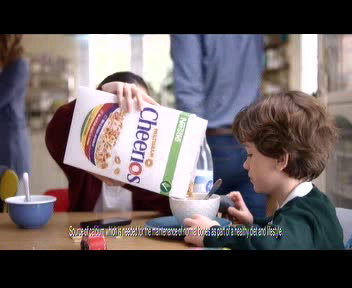 Nestlé
Cheerios
Source of calcium which is needed for the maintenance of normal bones as part of a healthy diet and lifestyle.